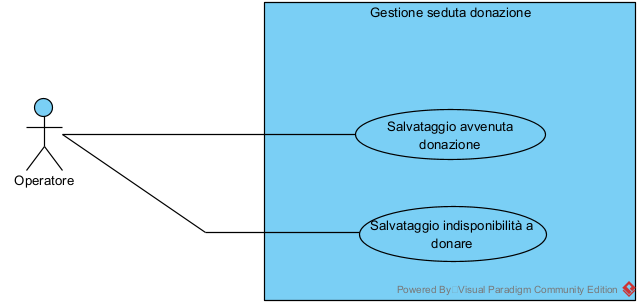 Gestione seduta donazione
Salvataggio avvenuta
donazione
Operatore
Salvataggio indisponibilità a
donare
Powered By Visual Paradigm Community Edition